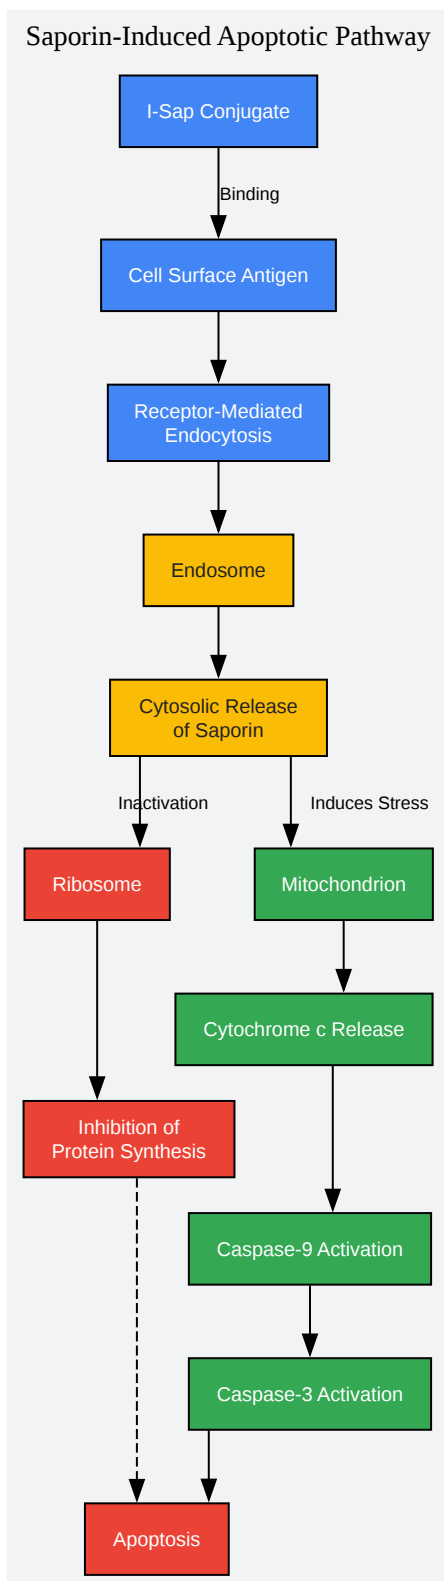 Saporin-Induced Apoptotic Pathway
I-Sap Conjugate
Binding
Cell Surface Antigen
Receptor-Mediated
Endocytosis
Endosome
Cytosolic Release
of Saporin
Inactivation
Induces Stress
Ribosome
Mitochondrion
Cytochrome c Release
Inhibition of
Protein Synthesis
Caspase-9 Activation
Caspase-3 Activation
Apoptosis